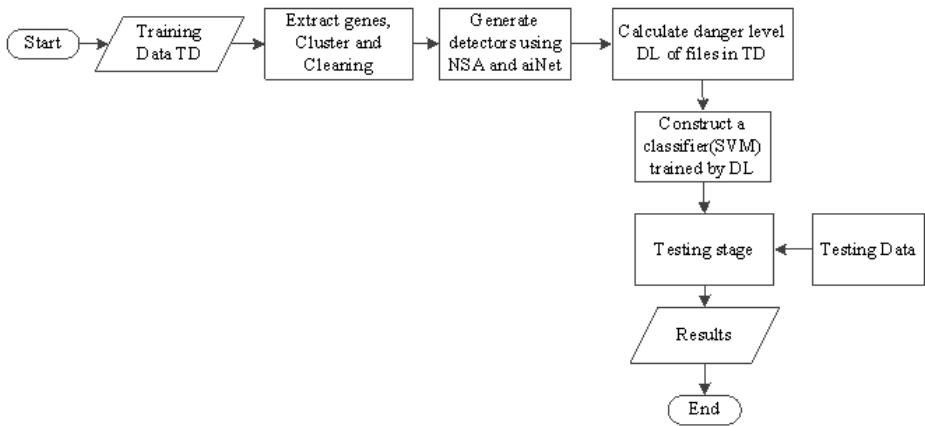 Start
Training
Data TD
Extract genes,
Cluster and
Cleaning
Generate
detectors using
NSA and aiNet
Calculate danger level
DL of files in TD
Construct a
classifier(SVM)
trained by DL
Testing stage
Testing Data
Results
End